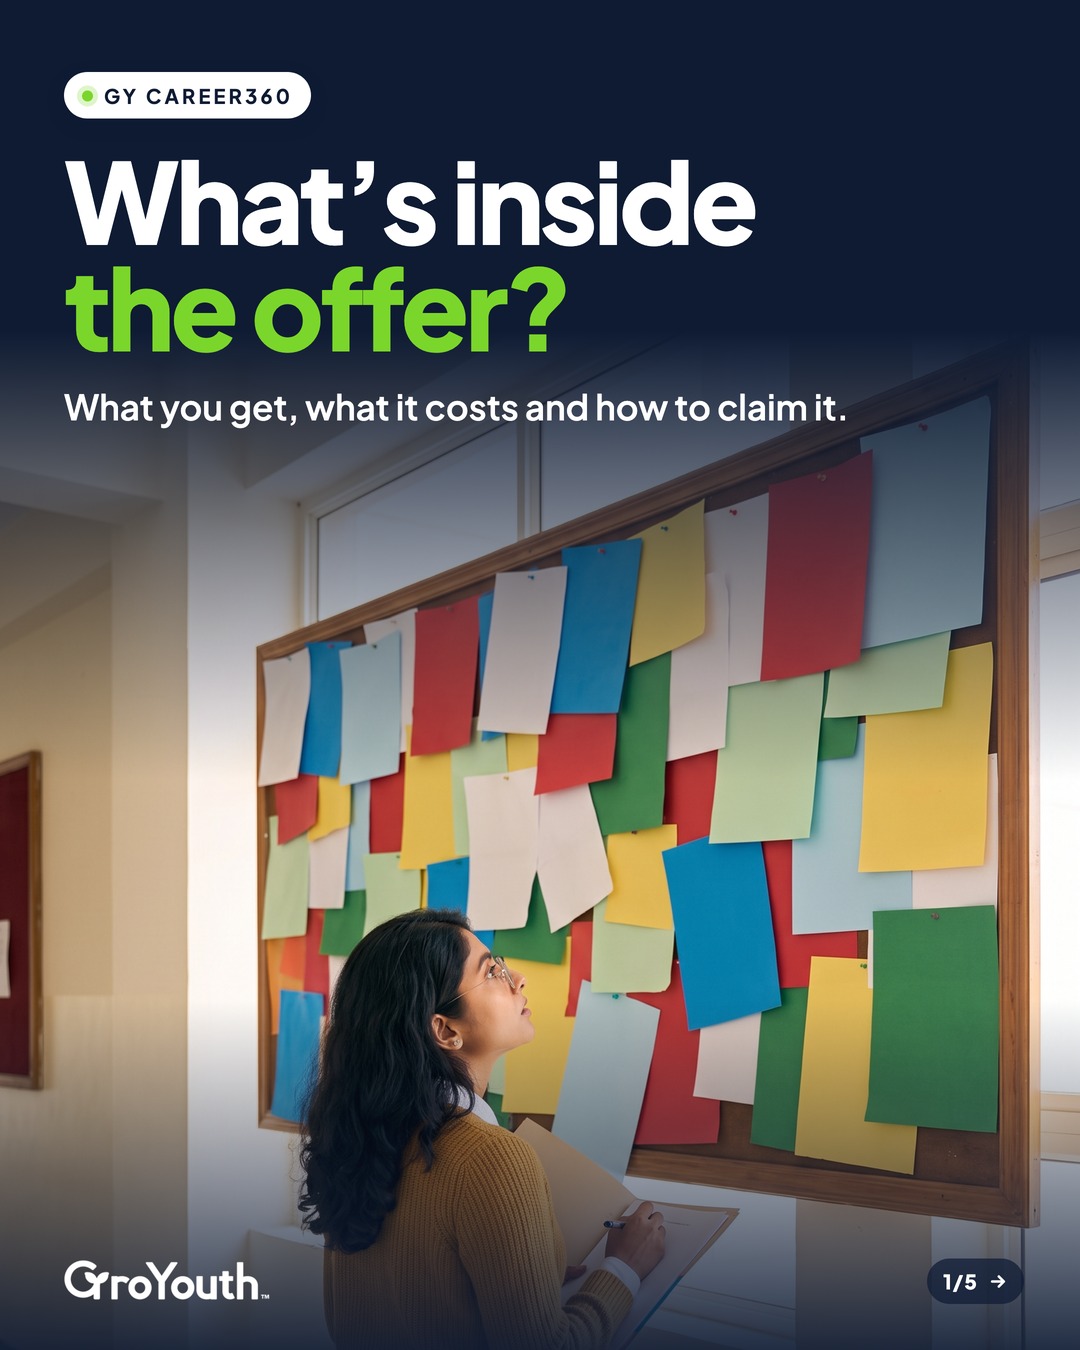 GY CAREER360
What’s inside
the offer?
What you get, what it costs and how to claim it.
GroYouth™
1/5 →